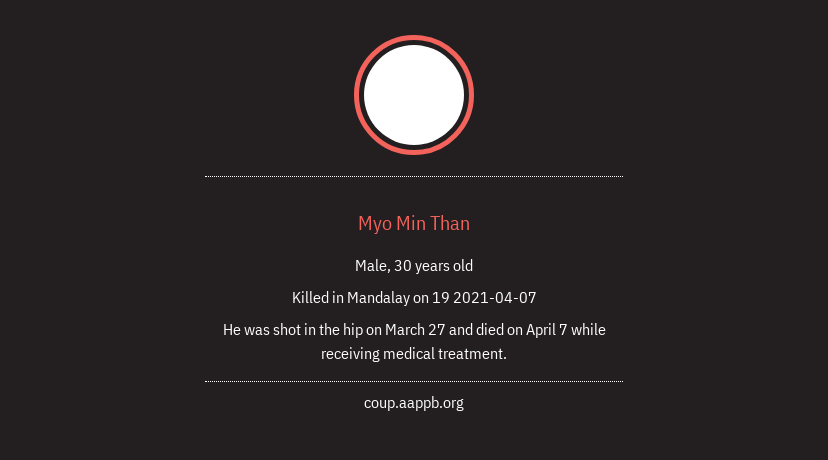 Myo Min Than
Male, 30 years old
Killed in Mandalay on 19 2021-04-07
He was shot in the hip on March 27 and died on April 7 while
receiving medical treatment.
coup.aappb.org